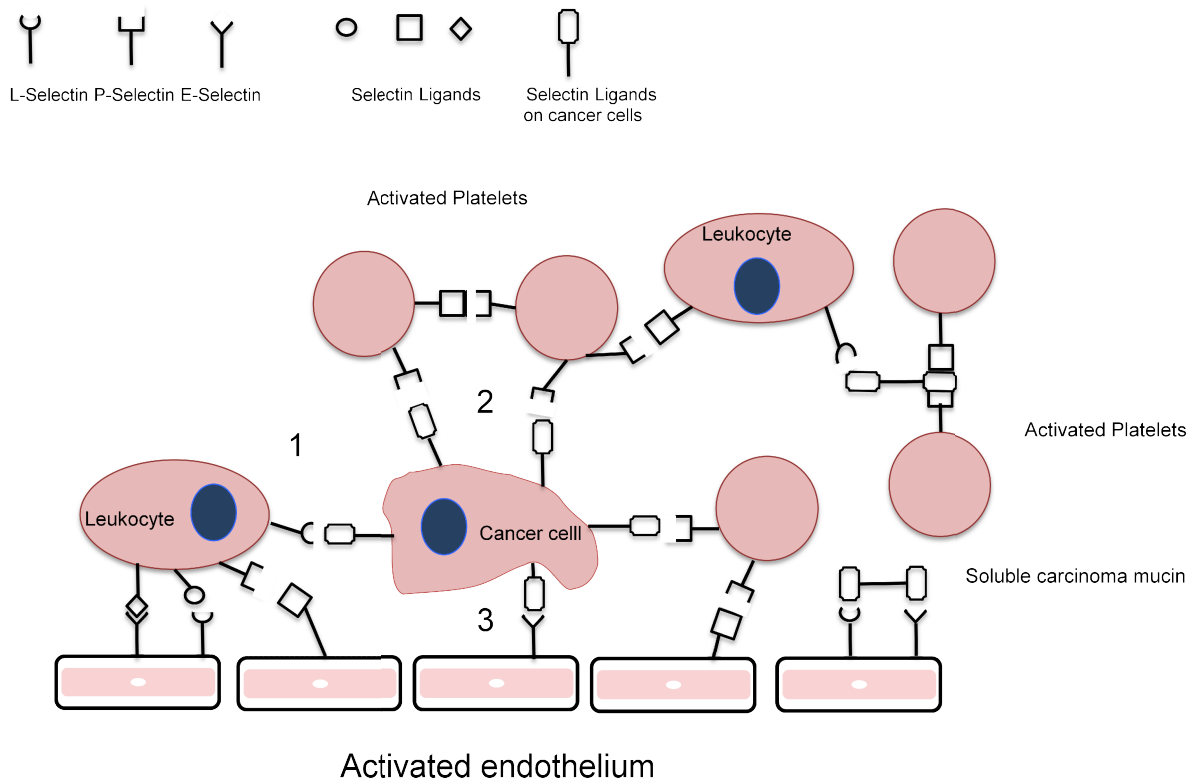 L-Selectin P-Selectin E-Selectin
Selectin Ligands
Selectin Ligands
on cancer cells
Activated Platelets
Leukocyte
2
Activated Platelets
1
Leukocyte
Cancer celll
Soluble carcinoma mucin
3
Activated endothelium